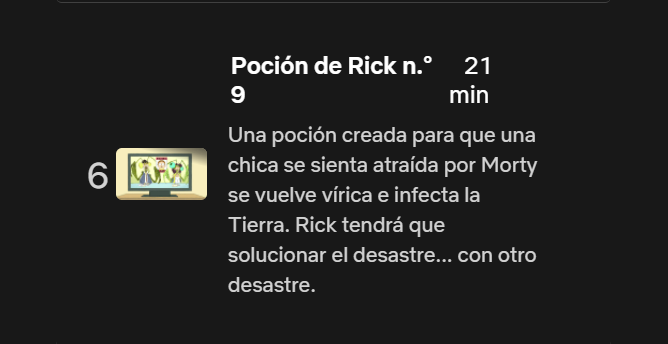 Poción de Rick n.° 21
9 min
Una poción creada para que una
6 chica se sienta atraída por Morty
se vuelve vírica e infecta la
Tierra. Rick tendrá que
solucionar el desastre... con otro
desastre.